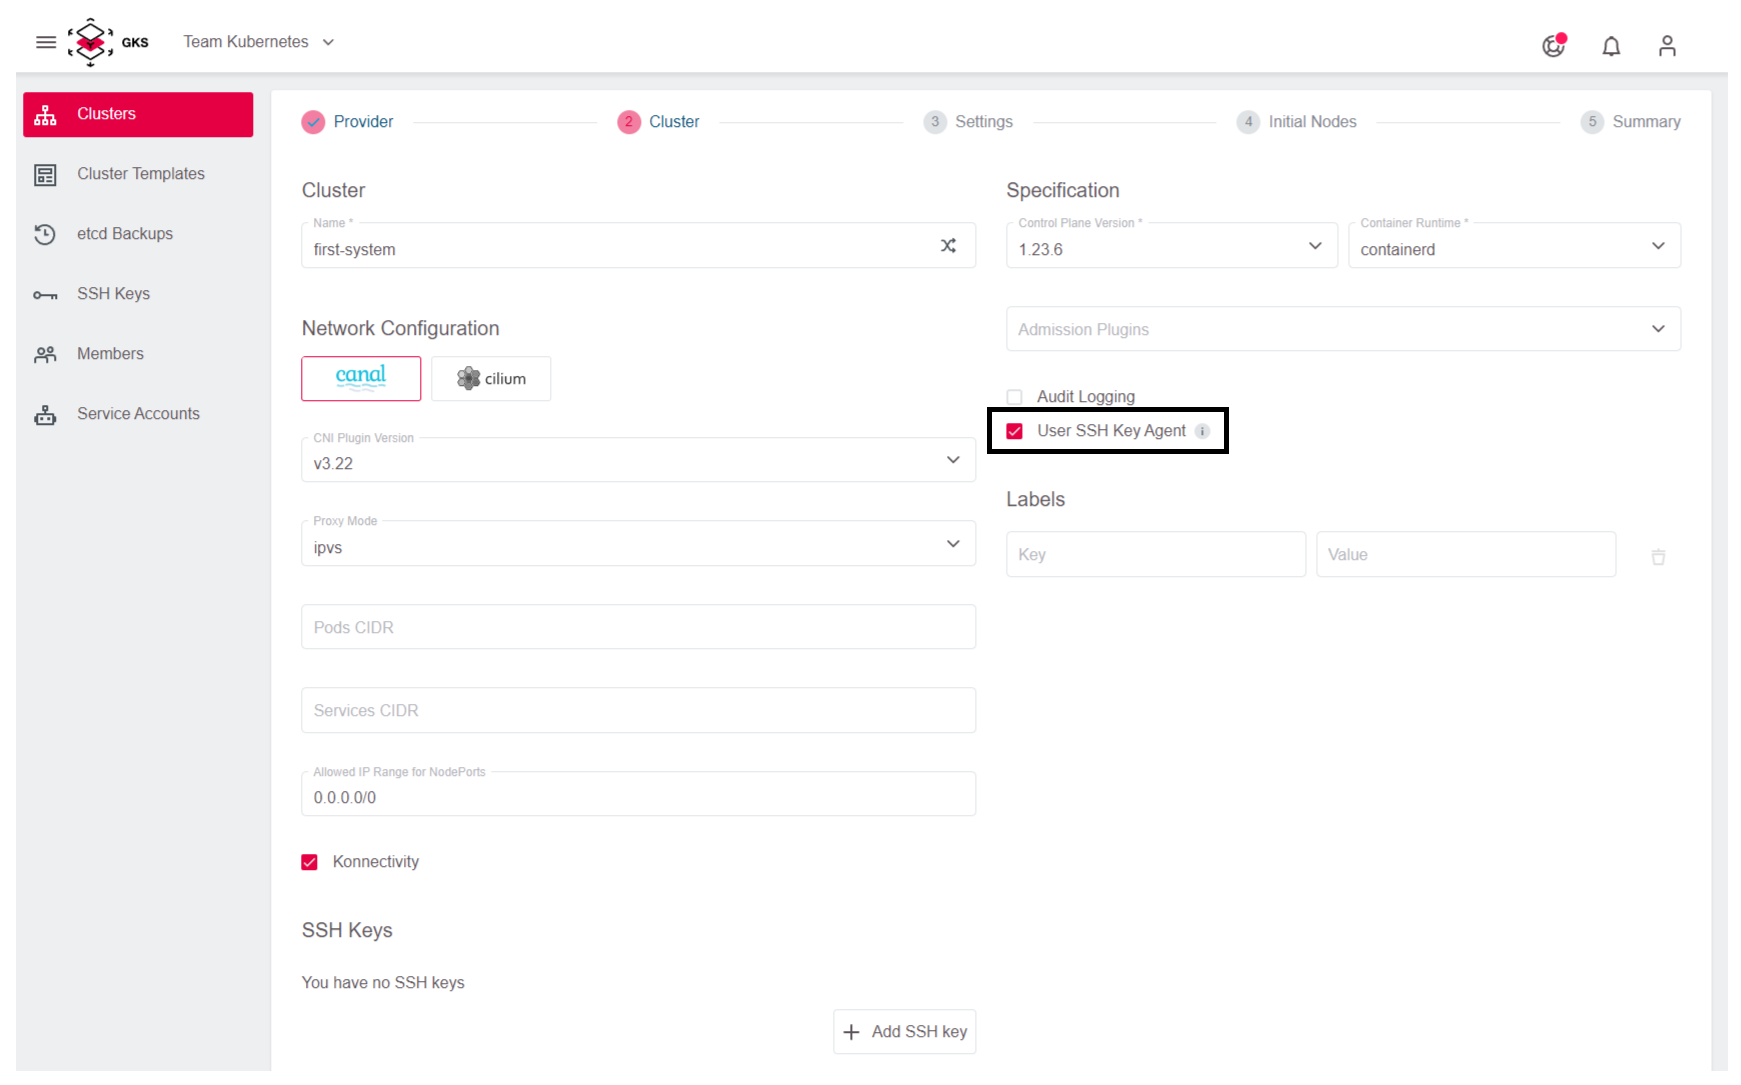 GKS
Team Kubernetes
Clusters
Cluster Templates
etcd Backups
SSH Keys
Members
Service Accounts
Provider
2 Cluster
3 Settings
4 Initial Nodes
5 Summary
Cluster
Name *
first-system
Network Configuration
canal
cilium
CNI Plugin Version
v3.22
Proxy Mode
ipvs
Pods CIDR
Services CIDR
Allowed IP Range for NodePorts
0.0.0.0/0
Konnectivity
SSH Keys
You have no SSH keys
Add SSH key
Specification
Control Plane Version *
1.23.6
Container Runtime *
containerd
Admission Plugins
Audit Logging
User SSH Key Agent i
Labels
Key
Value